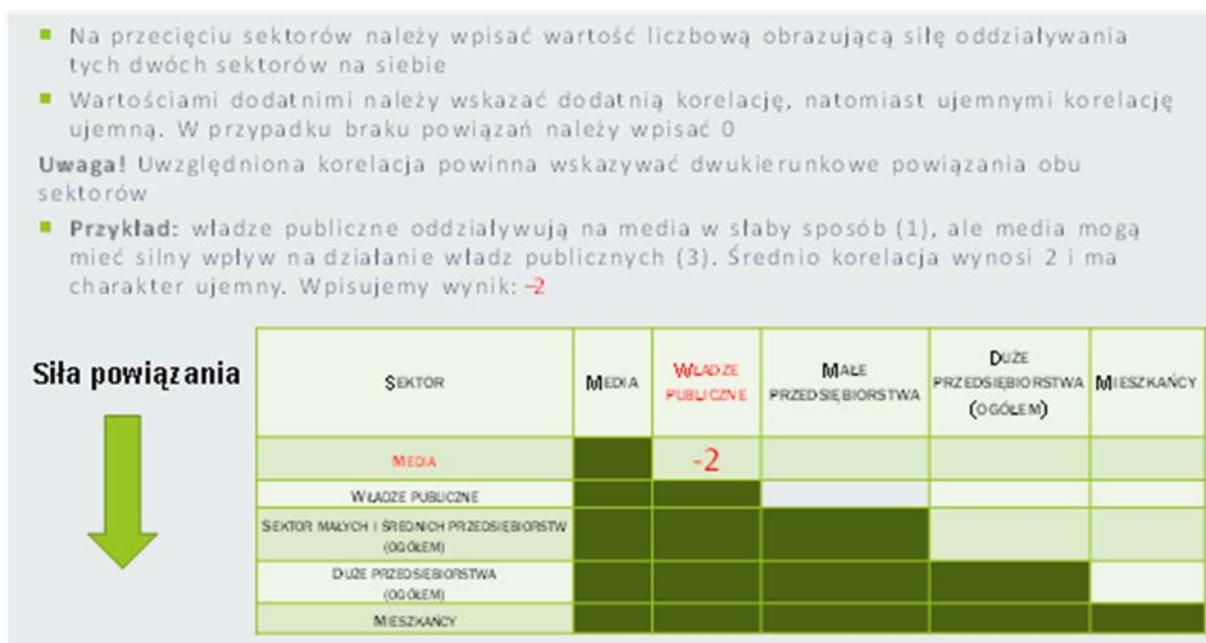 Na przecięciu sektorów należy wpisać wartość liczbową obrazującą siłę oddziaływania
tych dwóch sektorów na siebie
Wartościami dodatnimi należy wskazać dodatnią korelację, natomiast ujemnymi korelację
ujemną. W przypadku braku powiązań należy wpisać 0
Uwaga! Uwzględniona korelacja powinna wskazywać dwukierunkowe powiązania obu
sektorów
Przykład: władze publiczne oddziaływują na media w słaby sposób (1), ale media mogą
mieć silny wpływ na działanie władz publicznych (3). Średnio korelacja wynosi 2 i ma
charakter ujemny. Wpisujemy wynik: -2
Siła powiązania
SEKTOR
MEDIA
WŁADZE
PUBLICZNE
MAŁE
PRZEDSIĘBIORSTWA
DUŻE
PRZEDSIĘBIORSTWA
(OGÓŁEM)
MIESZKAŃCY
MEDIA
-2
WŁADZE PUBLICZNE
SEKTOR MAŁYCH I ŚREDNICH PRZEDSIĘBIORSTW
(OGÓŁEM)
DUŻE PRZEDSIĘBIORSTWA
(OGÓŁEM)
MIESZKAŃCY